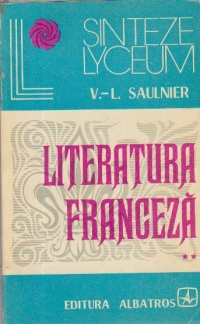 SINTEZE
LYCEUM
V.-L. SAULNIER
LITERATURA
FRANCEZĂ
**
EDITURA ALBATROS